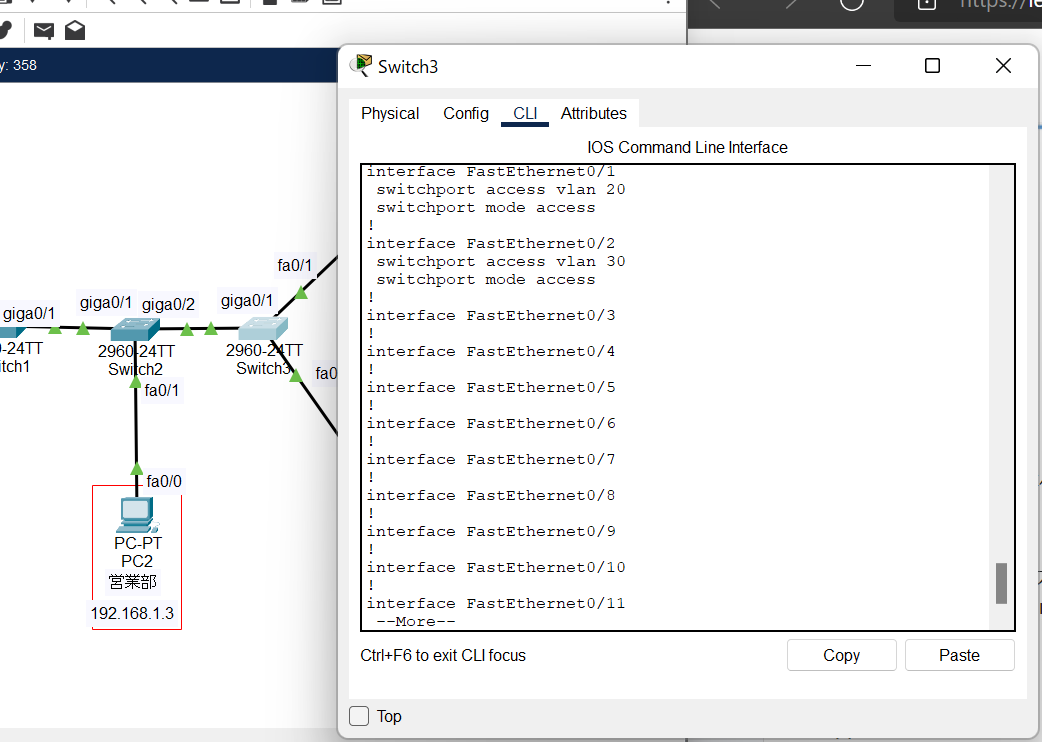 https://le
y: 358
Switch3
Physical Config CLI Attributes
IOS Command Line Interface
interface FastEthernet0/1
switchport access vlan 20
switchport mode access
!
interface FastEthernet0/2
switchport access vlan 30
switchport mode access
!
interface FastEthernet0/3
!
interface FastEthernet0/4
!
interface FastEthernet0/5
!
interface FastEthernet0/6
!
interface FastEthernet0/7
!
interface FastEthernet0/8
!
interface FastEthernet0/9
!
interface FastEthernet0/10
!
interface FastEthernet0/11
--More--
Ctrl+F6 to exit CLI focus
Copy
Paste
Top
fa0/1
giga0/1
giga0/1
giga0/2
giga0/1
0-24TT
itch1
2960-24TT
Switch2
2960-24TT
Switch3
fa0
fa0/1
fa0/0
PC-PT
PC2
営業部
192.168.1.3